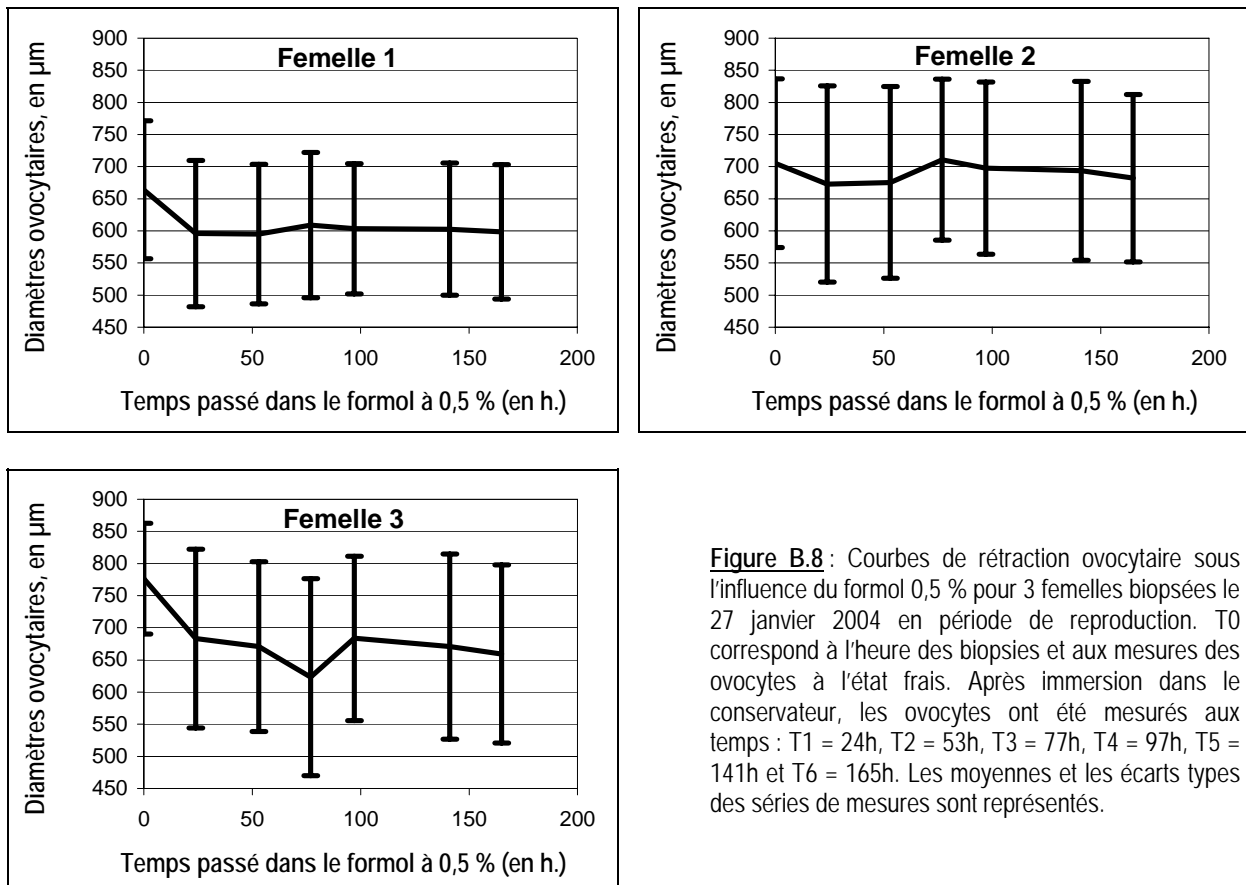 Femelle 1
Diamètres ovocytaires, en µm
900
850
800
750
700
650
600
550
500
450
0 50 100 150 200
Temps passé dans le formol à 0,5 % (en h.)
Femelle 2
Diamètres ovocytaires, en µm
900
850
800
750
700
650
600
550
500
450
0 50 100 150 200
Temps passé dans le formol à 0,5 % (en h.)
Femelle 3
Diamètres ovocytaires, en µm
900
850
800
750
700
650
600
550
500
450
0 50 100 150 200
Temps passé dans le formol à 0,5 % (en h.)
Figure B.8 : Courbes de rétraction ovocytaire sous
l'influence du formol 0,5 % pour 3 femelles biopsées le
27 janvier 2004 en période de reproduction. T0
correspond à l'heure des biopsies et aux mesures des
ovocytes à l'état frais. Après immersion dans le
conservateur, les ovocytes ont été mesurés aux
temps : T1 = 24h, T2 = 53h, T3 = 77h, T4 = 97h, T5 =
141h et T6 = 165h. Les moyennes et les écarts types
des séries de mesures sont représentés.